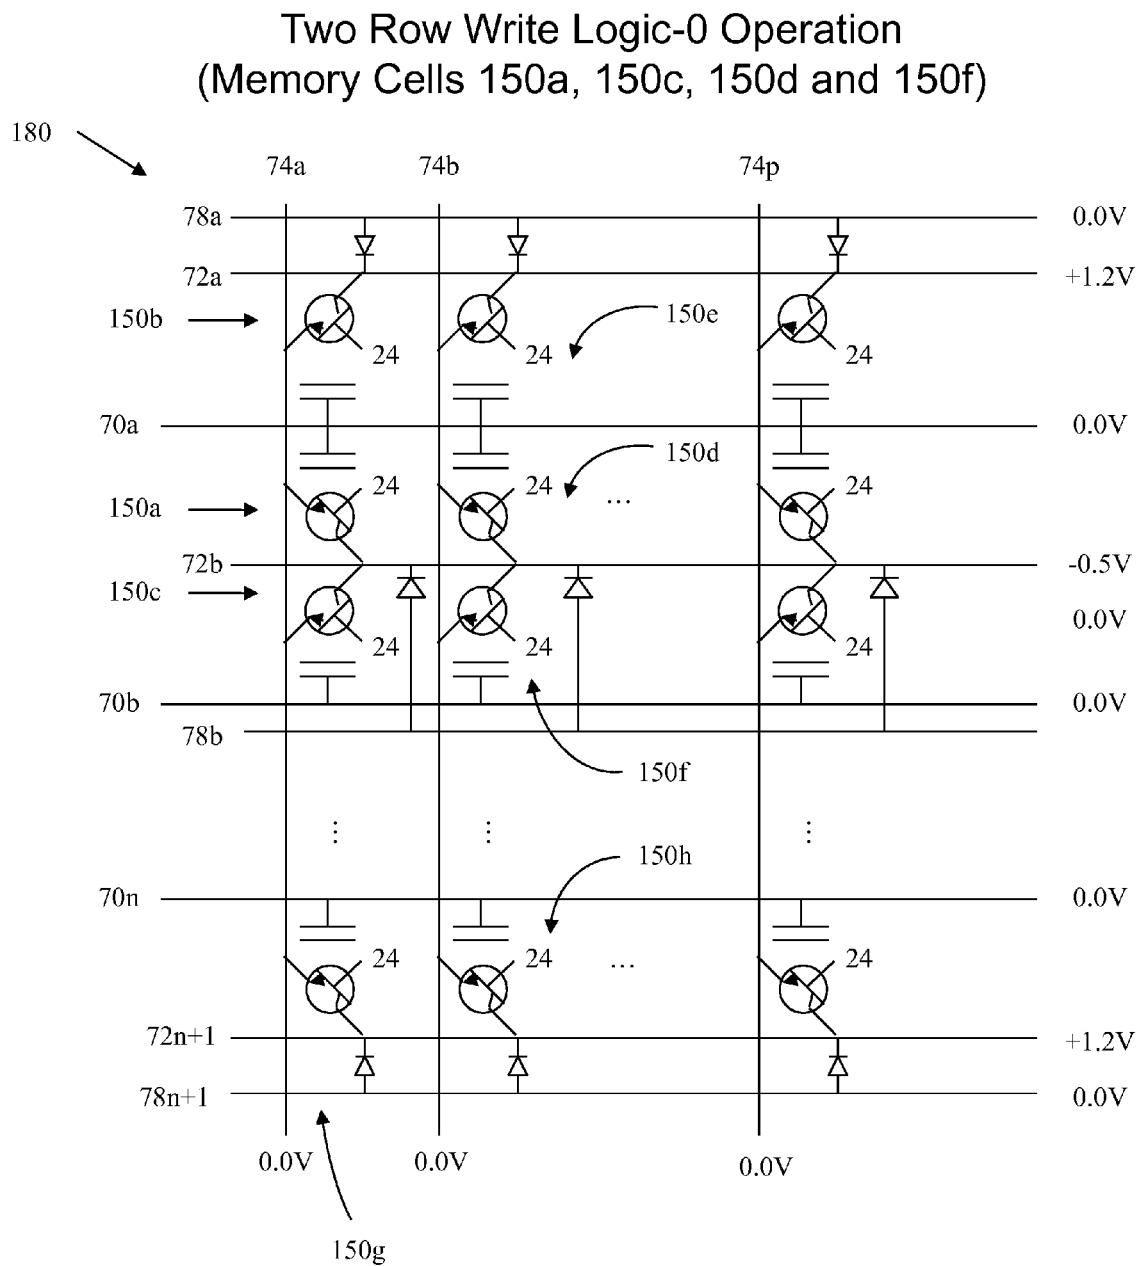 Two Row Write Logic-0 Operation
(Memory Cells 150a, 150c, 150d and 150f)
180
74a 74b 74p
78a 0.0V
72a +1.2V
150b 150e
24 24 24
70a 0.0V
150d
24 24 24
150a ...
72b -0.5V
150c 0.0V
24 24 24
70b 0.0V
78b
150f
⋮ ⋮ ⋮
150h
70n 0.0V
24 24 ... 24
72n+1 +1.2V
78n+1 0.0V
0.0V 0.0V 0.0V
150g